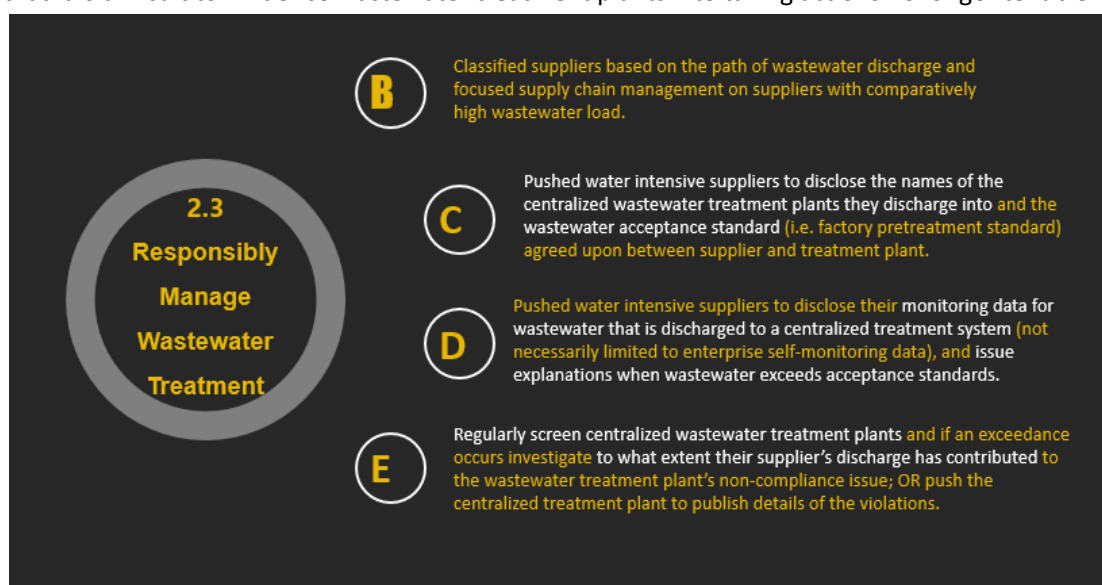 2.3
Responsibly
Manage
Wastewater
Treatment
B
Classified suppliers based on the path of wastewater discharge and
focused supply chain management on suppliers with comparatively
high wastewater load.
C
Pushed water intensive suppliers to disclose the names of the
centralized wastewater treatment plants they discharge into and the
wastewater acceptance standard (i.e. factory pretreatment standard)
agreed upon between supplier and treatment plant.
D
Pushed water intensive suppliers to disclose their monitoring data for
wastewater that is discharged to a centralized treatment system (not
necessarily limited to enterprise self-monitoring data), and issue
explanations when wastewater exceeds acceptance standards.
E
Regularly screen centralized wastewater treatment plants and if an exceedance
occurs investigate to what extent their supplier's discharge has contributed to
the wastewater treatment plant's non-compliance issue; OR push the
centralized treatment plant to publish details of the violations.